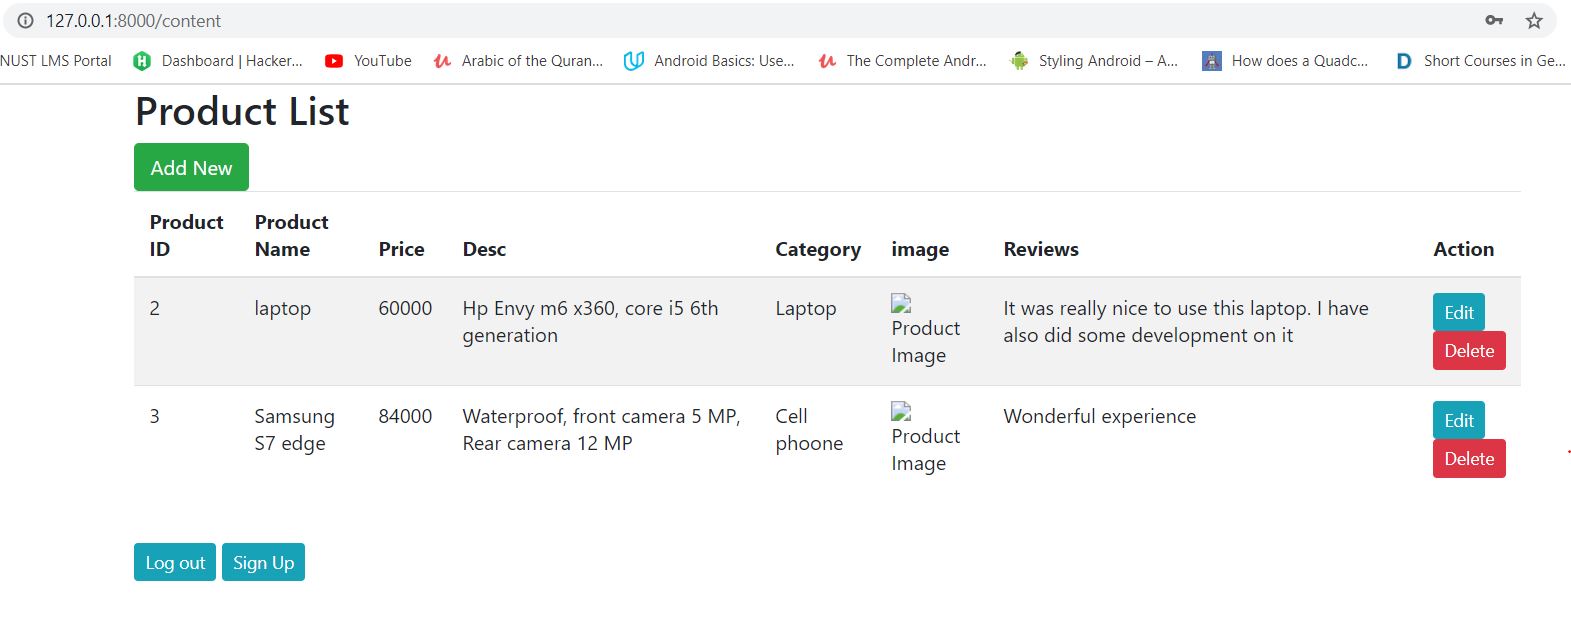 127.0.0.1:8000/content
NUST LMS Portal Dashboard | Hacker... YouTube Arabic of the Quran... Android Basics: Use... The Complete Andr... Styling Android – A... How does a Quadc... Short Courses in Ge...
Product List
Add New
Product ID Product Name Price Desc Category image Reviews Action
2 laptop 60000 Hp Envy m6 x360, core i5 6th Laptop Product It was really nice to use this laptop. I have Edit
generation Image also did some development on it Delete
3 Samsung 84000 Waterproof, front camera 5 MP, Cell Product Wonderful experience Edit
S7 edge Rear camera 12 MP phoone Image Delete
Log out Sign Up